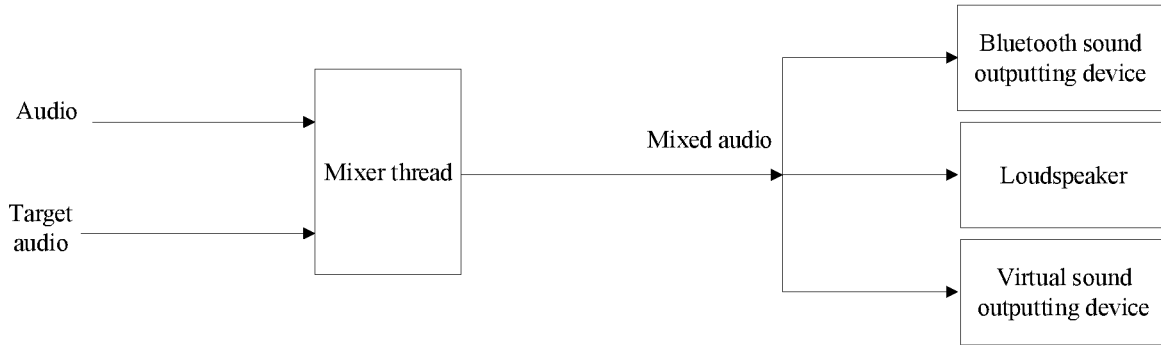 Audio
Target
audio
Mixer thread
Mixed audio
Bluetooth sound
outputting device
Loudspeaker
Virtual sound
outputting device